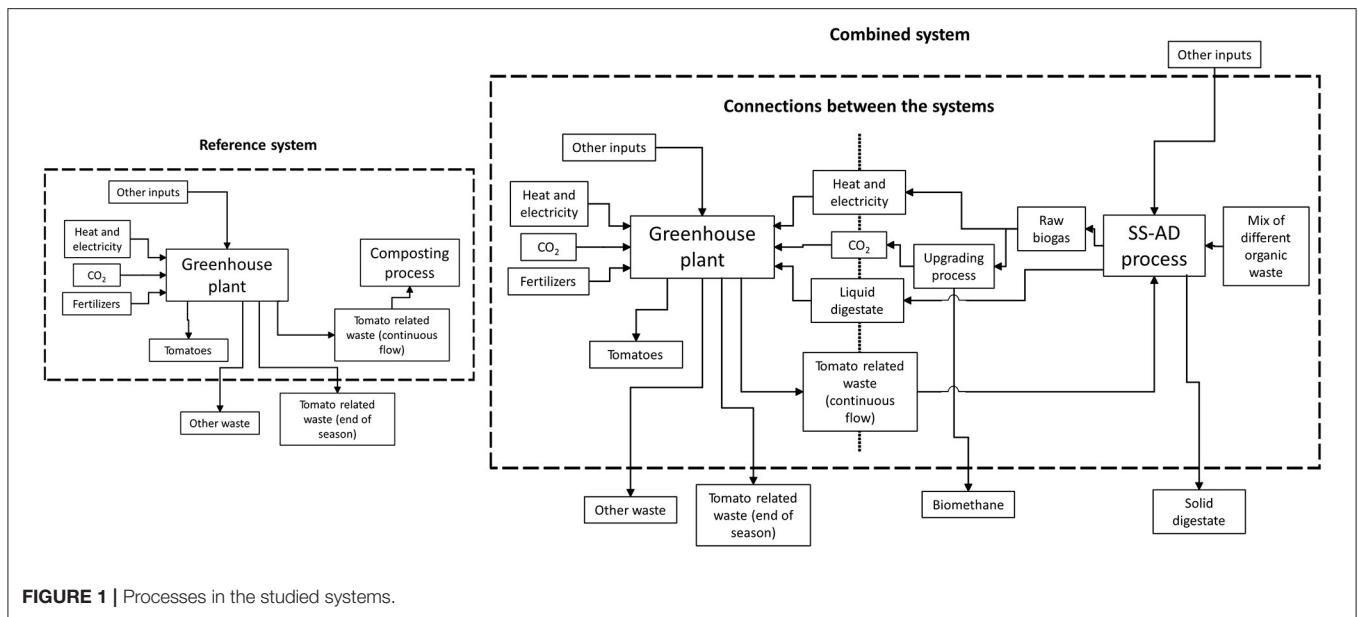 Combined system
Other inputs
Connections between the systems
Reference system
Other inputs
Heat and
electricity
CO₂
Fertilizers
Greenhouse
plant
Composting
process
Tomato related
waste (continuous
flow)
Tomatoes
Other waste
Tomato related
waste (end of
season)
Other inputs
Heat and
electricity
CO₂
Fertilizers
Greenhouse
plant
Tomatoes
Heat and
electricity
CO₂
Liquid
digestate
Tomato related
waste
(continuous
flow)
Upgrading
process
Raw
biogas
SS-AD
process
Mix of
different
organic
waste
Other waste
Tomato related
waste (end of
season)
Biomethane
Solid
digestate
FIGURE 1 | Processes in the studied systems.